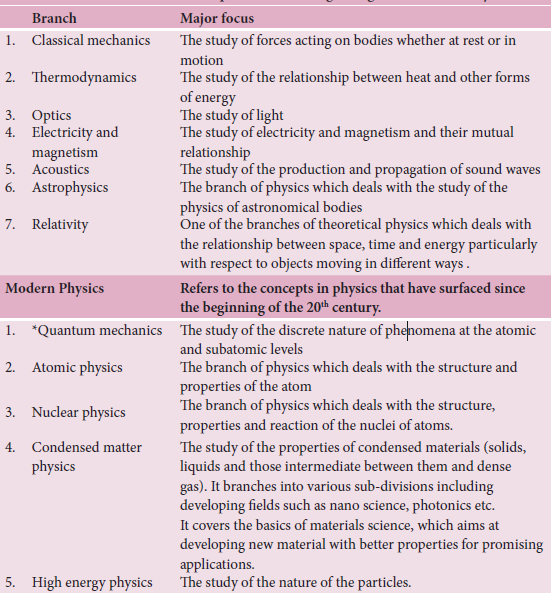 Branch Major focus
1. Classical mechanics The study of forces acting on bodies whether at rest or in
motion
2. Thermodynamics The study of the relationship between heat and other forms
of energy
3. Optics The study of light
4. Electricity and The study of electricity and magnetism and their mutual
magnetism relationship
5. Acoustics The study of the production and propagation of sound waves
6. Astrophysics The branch of physics which deals with the study of the
physics of astronomical bodies
7. Relativity One of the branches of theoretical physics which deals with
the relationship between space, time and energy particularly
with respect to objects moving in different ways .
Modern Physics Refers to the concepts in physics that have surfaced since
the beginning of the 20th century.
1. *Quantum mechanics The study of the discrete nature of phenomena at the atomic
and subatomic levels
2. Atomic physics The branch of physics which deals with the structure and
properties of the atom
3. Nuclear physics The branch of physics which deals with the structure,
properties and reaction of the nuclei of atoms.
4. Condensed matter The study of the properties of condensed materials (solids,
physics liquids and those intermediate between them and dense
gas). It branches into various sub-divisions including
developing fields such as nano science, photonics etc.
It covers the basics of materials science, which aims at
developing new material with better properties for promising
applications.
5. High energy physics The study of the nature of the particles.